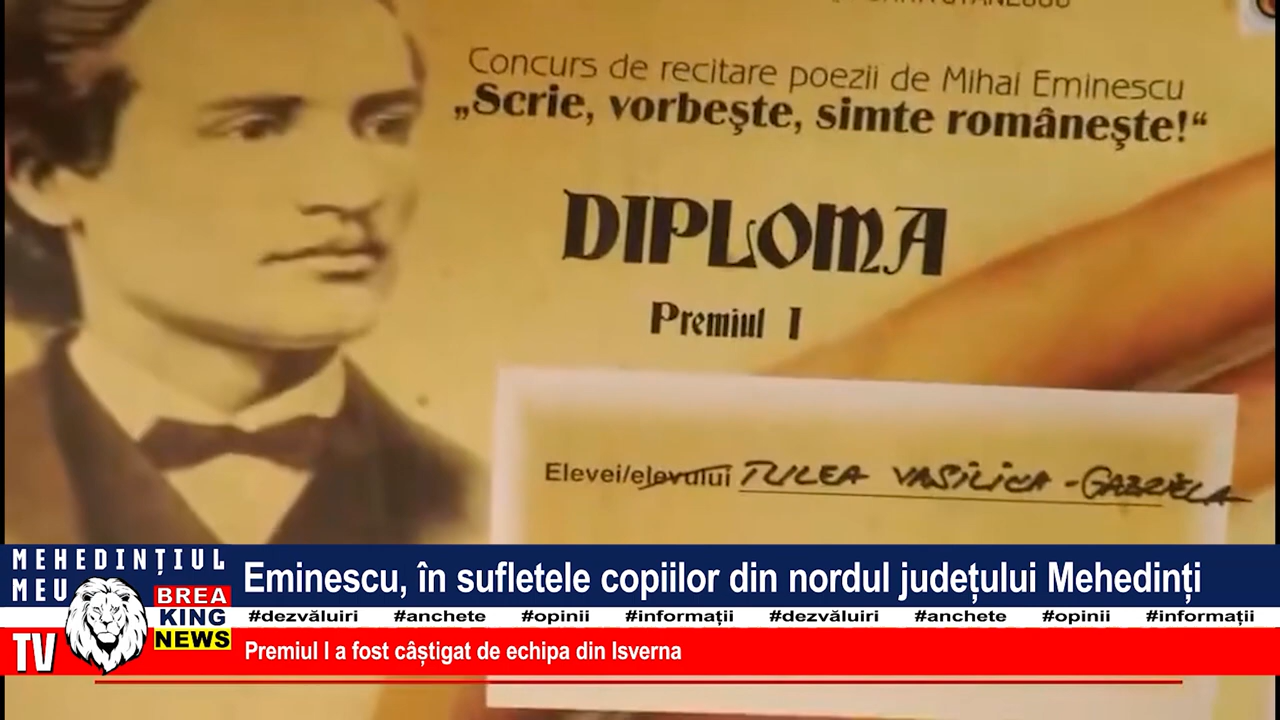 Concurs de recitare poezii de Mihai Eminescu
„Scrie, vorbeşte, simte româneşte!“
DIPLOMA
Premiul I
Elevei/elevului ȚULEA VASILICA-GABRIELA
MEHEDINȚIUL
MEU
TV
BREA
KING
NEWS
Eminescu, în sufletele copiilor din nordul județului Mehedinți
#dezvăluiri #anchete #opinii #informații #dezvăluiri #anchete #opinii #informații
Premiul I a fost câștigat de echipa din Isverna